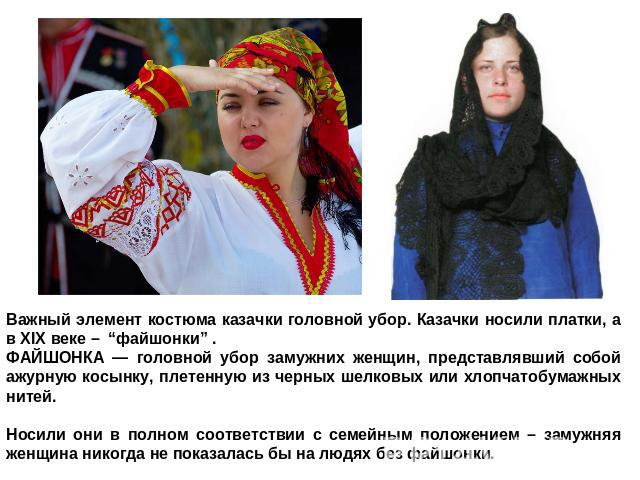 Важный элемент костюма казачки головной убор. Казачки носили платки, а
в XIX веке – “файшонки” .
ФАЙШОНКА — головной убор замужних женщин, представлявший собой
ажурную косынку, плетенную из черных шелковых или хлопчатобумажных
нитей.
Носили они в полном соответствии с семейным положением – замужняя
женщина никогда не показалась бы на людях без файшонки.